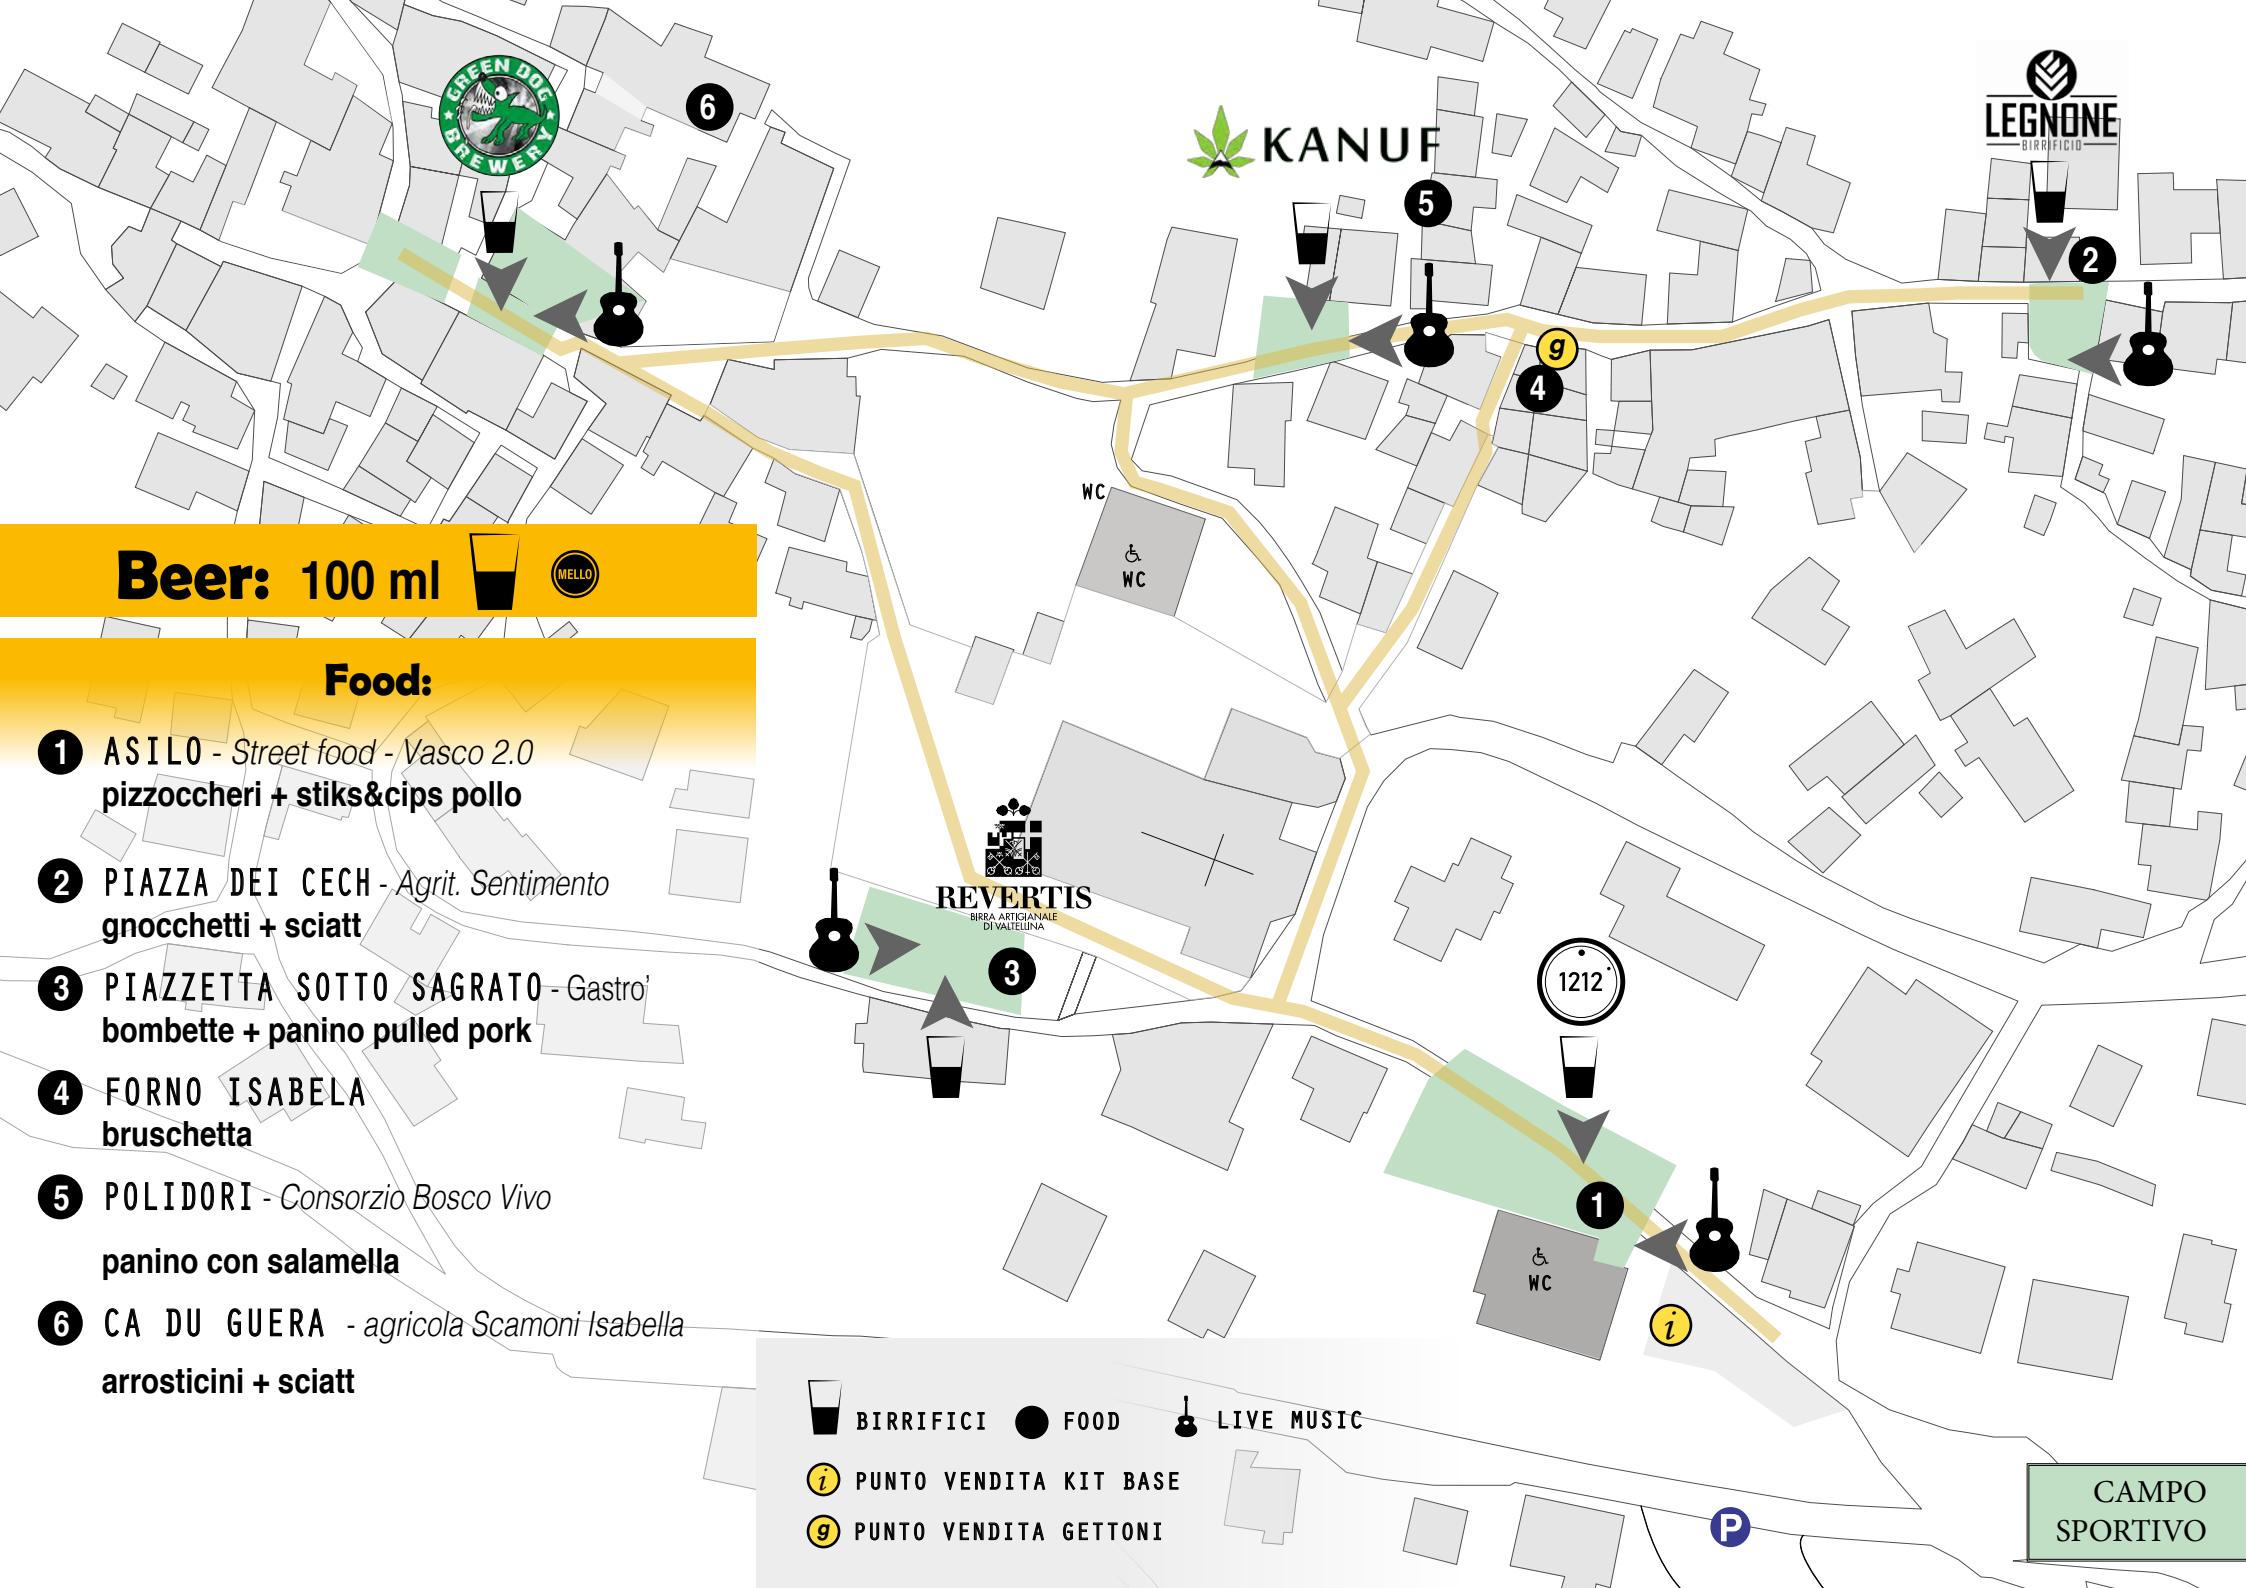 GREEN DOG
BREWERY
6
KANUF
5
LEGNONE
BIRRIFICIO
2
g
4
WC
WC
Beer: 100 ml
MELLO
Food:
1 ASILO - Street food - Vasco 2.0
pizzoccheri + stiks&cips pollo
2 PIAZZA DEI CECH - Agrit. Sentimento
gnocchetti + sciatt
3 PIAZZETTA SOTTO SAGRATO - Gastro'
bombette + panino pulled pork
4 FORNO ISABELA
bruschetta
5 POLIDORI - Consorzio Bosco Vivo
panino con salamella
6 CA DU GUERA - agricola Scamoni Isabella
arrosticini + sciatt
REVERTIS
BIRRA ARTIGIANALE
DI VALTELLINA
3
1212
1
WC
i
BIRRIFICI FOOD LIVE MUSIC
i PUNTO VENDITA KIT BASE
g PUNTO VENDITA GETTONI
P
CAMPO
SPORTIVO